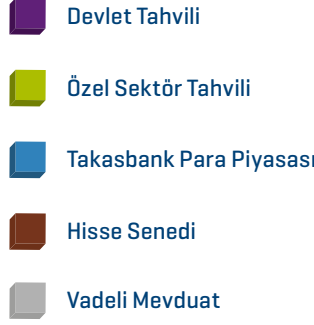 Devlet Tahvili
Özel Sektör Tahvili
Takasbank Para Piyasası
Hisse Senedi
Vadeli Mevduat